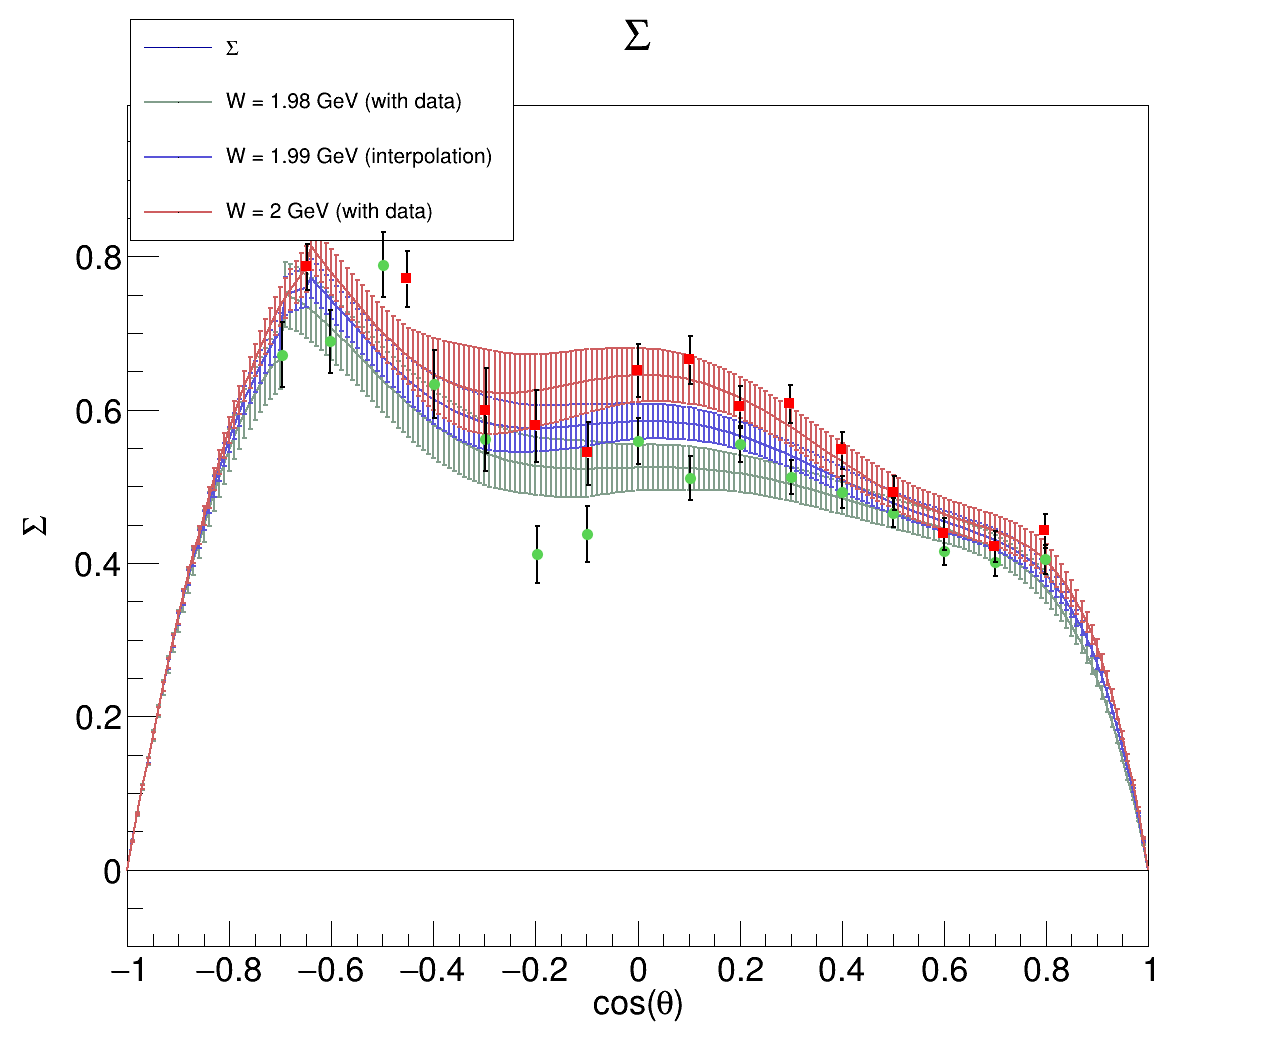 Σ
Σ
W = 1.98 GeV (with data)
W = 1.99 GeV (interpolation)
W = 2 GeV (with data)
0.8
0.6
0.4
0.2
0
Σ
−1 −0.8 −0.6 −0.4 −0.2 0 0.2 0.4 0.6 0.8 1
cos(θ)